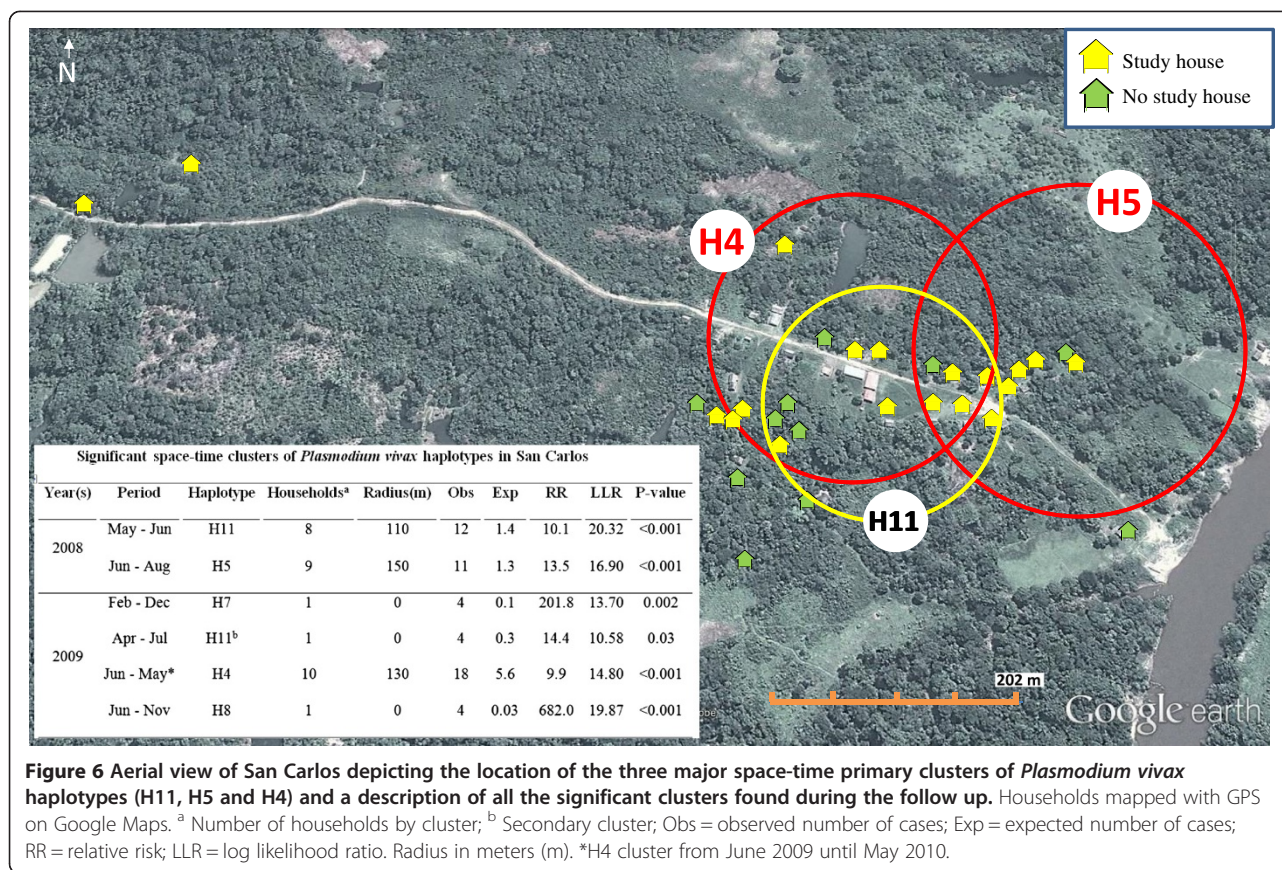 N
Study house
No study house
H4
H5
H11
202 m
Google earth
Significant space-time clusters of Plasmodium vivax haplotypes in San Carlos
Year(s) Period Haplotype Householdsᵃ Radius(m) Obs Exp RR LLR P-value
2008 May - Jun H11 8 110 12 1.4 10.1 20.32 <0.001
Jun - Aug H5 9 150 11 1.3 13.5 16.90 <0.001
2009 Feb - Dec H7 1 0 4 0.1 201.8 13.70 0.002
Apr - Jul H11ᵇ 1 0 4 0.3 14.4 10.58 0.03
Jun - May* H4 10 130 18 5.6 9.9 14.80 <0.001
Jun - Nov H8 1 0 4 0.03 682.0 19.87 <0.001
Figure 6 Aerial view of San Carlos depicting the location of the three major space-time primary clusters of Plasmodium vivax
haplotypes (H11, H5 and H4) and a description of all the significant clusters found during the follow up. Households mapped with GPS
on Google Maps. ᵃ Number of households by cluster; ᵇ Secondary cluster; Obs = observed number of cases; Exp = expected number of cases;
RR = relative risk; LLR = log likelihood ratio. Radius in meters (m). *H4 cluster from June 2009 until May 2010.